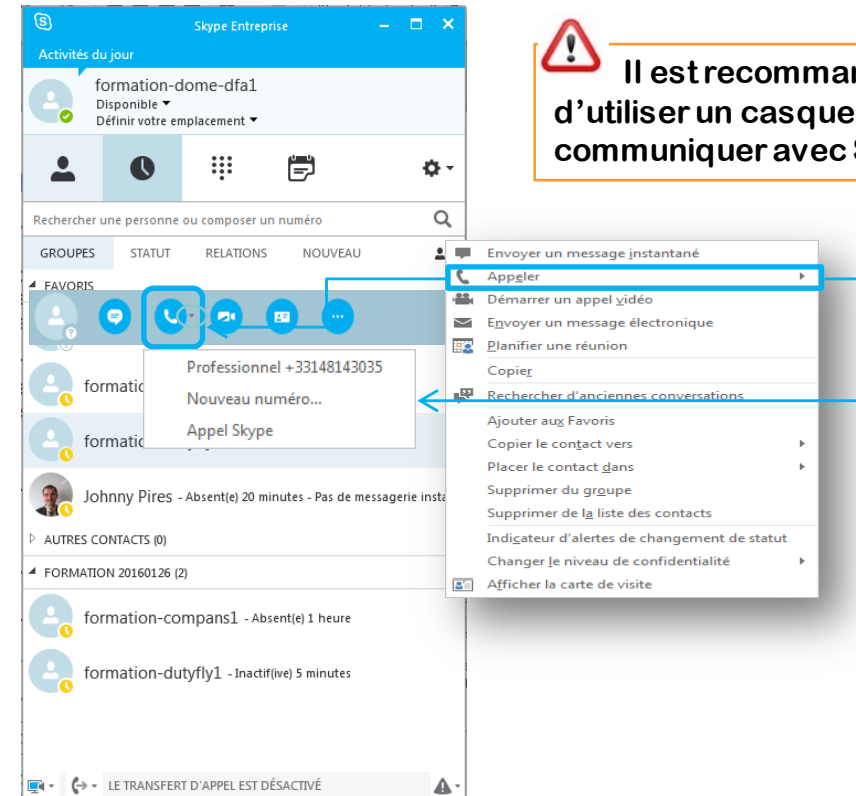 Skype Entreprise
Activités du jour
formation-dome-dfa1
Disponible
Définir votre emplacement
Rechercher une personne ou composer un numéro
GROUPES STATUT RELATIONS NOUVEAU
FAVORIS
Professionnel +33148143035
Nouveau numéro...
Appel Skype
Johnny Pires - Absent(e) 20 minutes - Pas de messagerie insta
AUTRES CONTACTS (0)
FORMATION 20160126 (2)
formation-compans1 - Absent(e) 1 heure
formation-dutyfly1 - Inactif(ive) 5 minutes
LE TRANSFERT D'APPEL EST DÉSACTIVÉ
Il est recomman
d'utiliser un casque
communiquer avec S
Envoyer un message instantané
Appeler
Démarrer un appel vidéo
Envoyer un message électronique
Planifier une réunion
Copier
Rechercher d'anciennes conversations
Ajouter aux Favoris
Copier le contact vers
Placer le contact dans
Supprimer du groupe
Supprimer de la liste des contacts
Indicateur d'alertes de changement de statut
Changer le niveau de confidentialité
Afficher la carte de visite